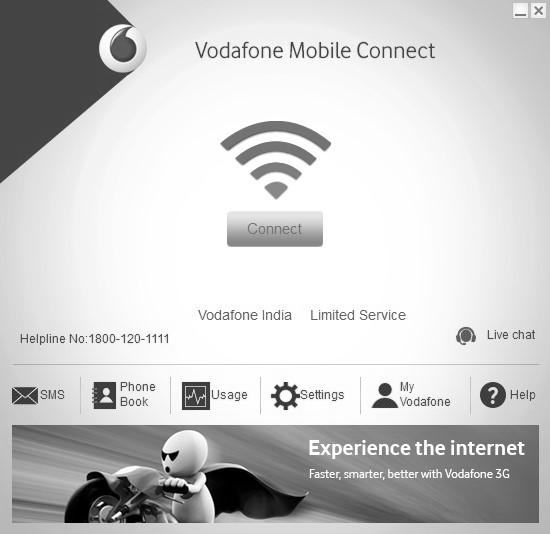 Vodafone Mobile Connect
Connect
Vodafone India Limited Service
Helpline No:1800-120-1111
Live chat
SMS
Phone
Book
Usage
Settings
My
Vodafone
Help
Experience the internet
Faster, smarter, better with Vodafone 3G